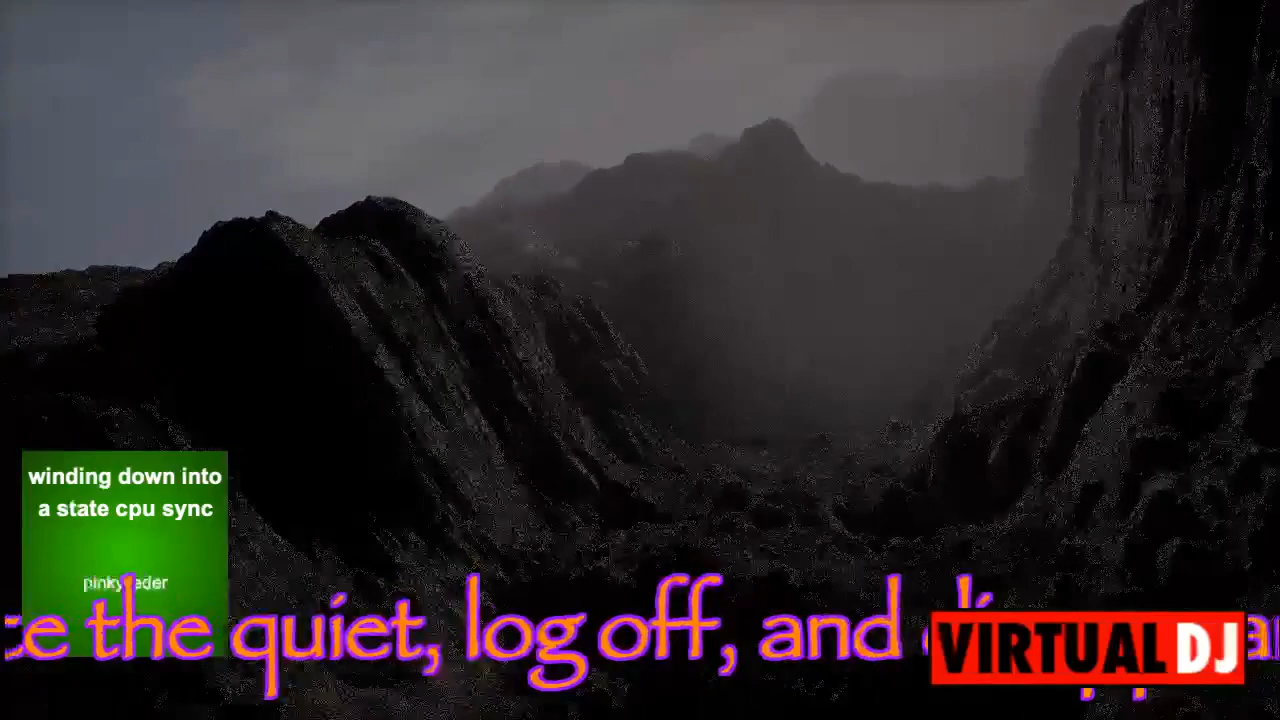 winding down into
a state cpu sync
the quiet, log off, and
VIRTUAL DJ